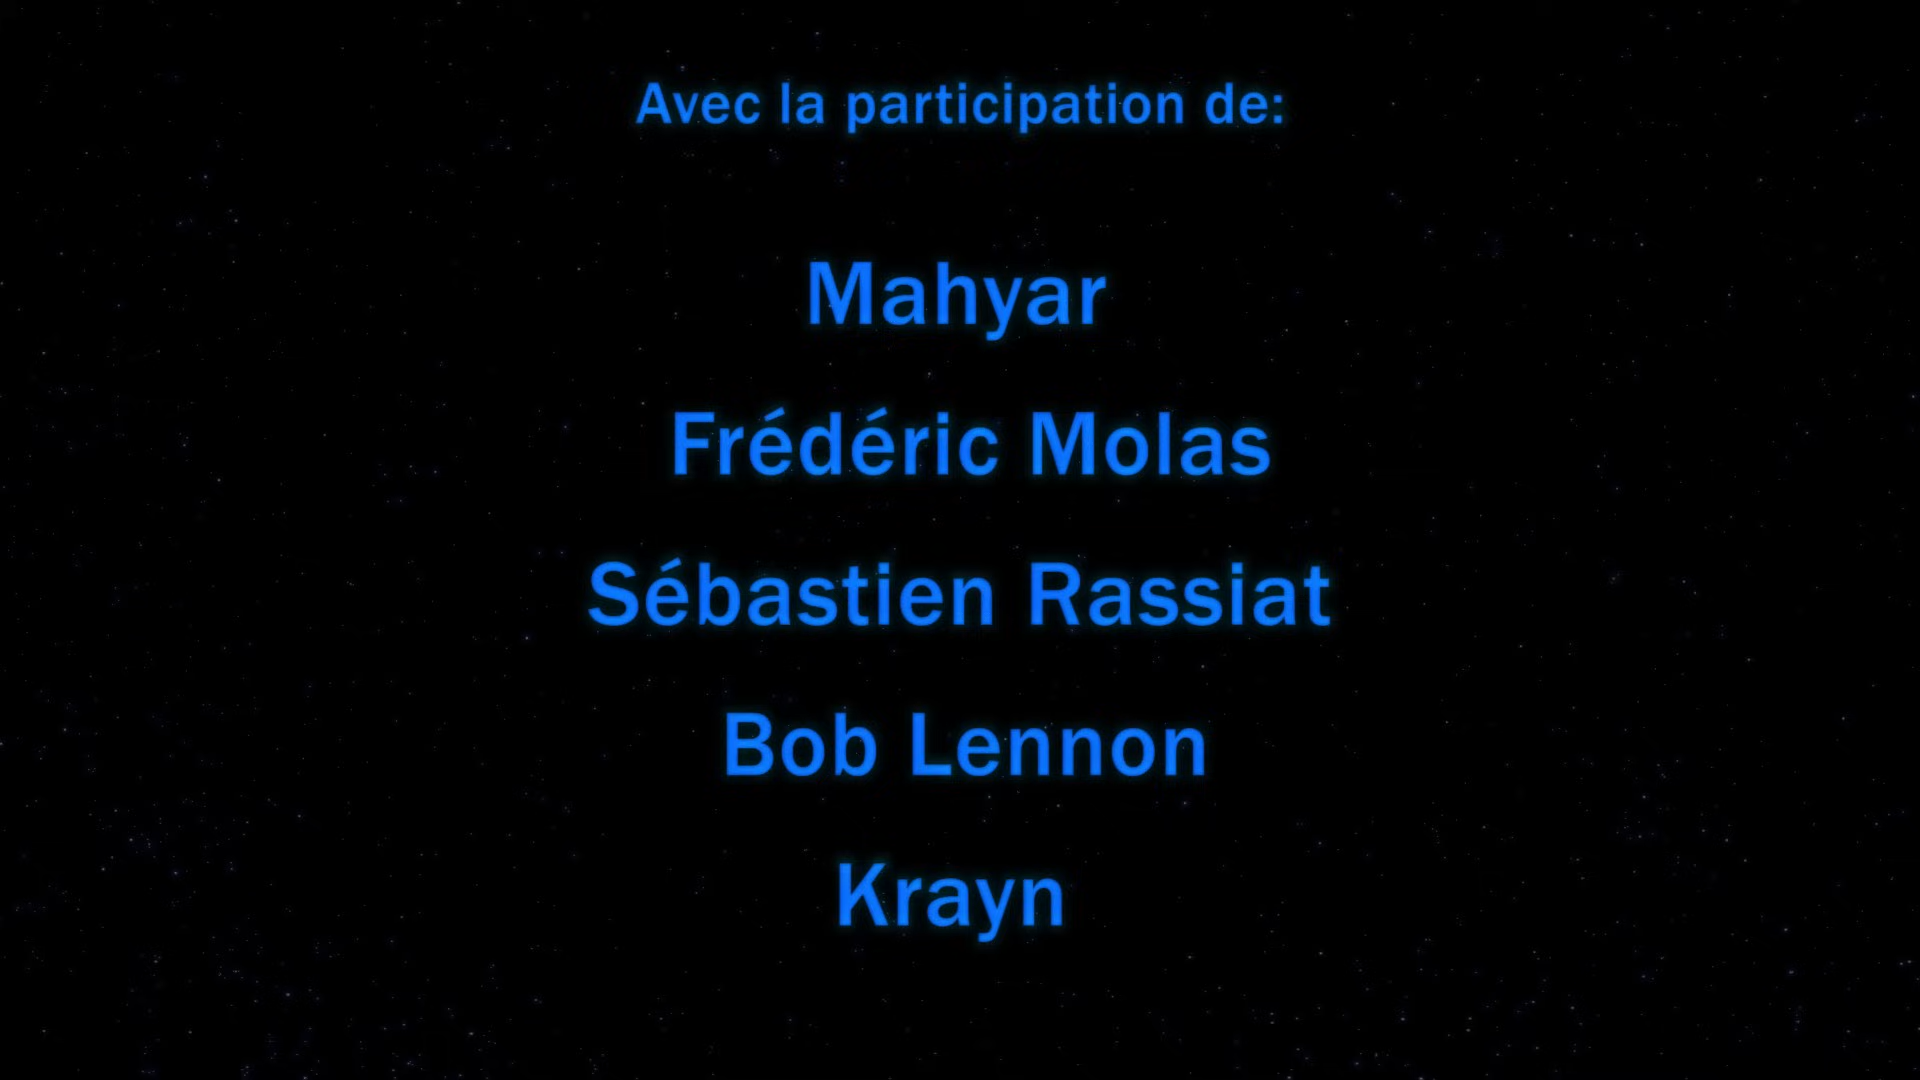 Avec la participation de:
Mahyar
Frédéric Molas
Sébastien Rassiat
Bob Lennon
Krayn